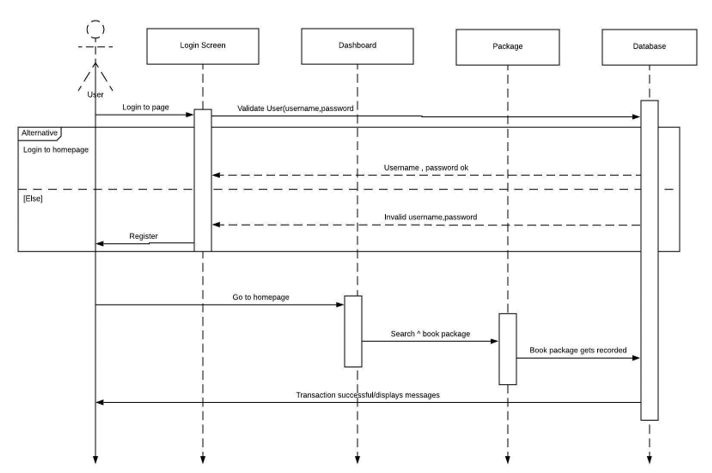 Login Screen
Dashboard
Package
Database
User
Login to page
Validate User(username,password
Alternative
Login to homepage
Username , password ok
[Else]
Invalid username,password
Register
Go to homepage
Search ^ book package
Book package gets recorded
Transaction successful/displays messages